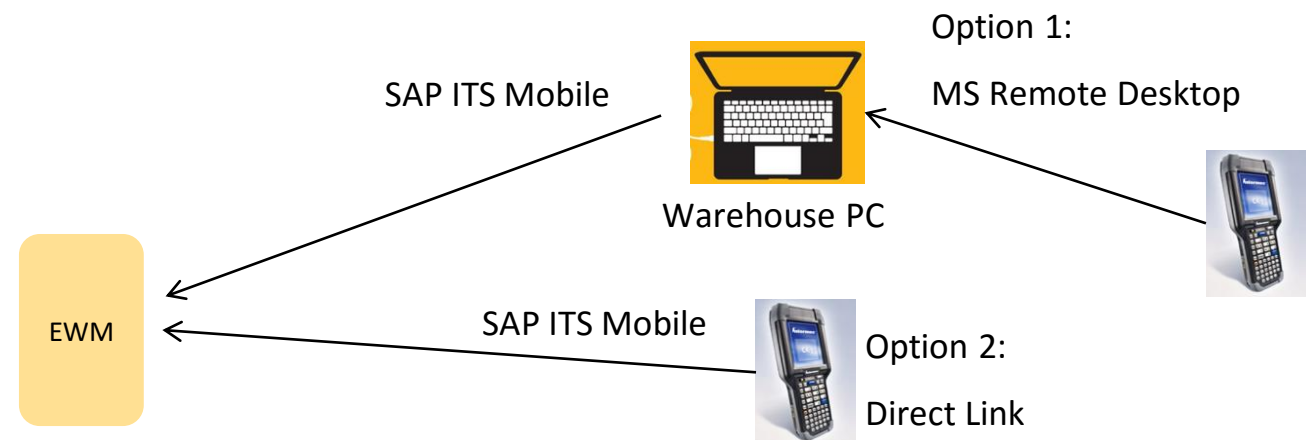 Option 1:
SAP ITS Mobile
MS Remote Desktop
Warehouse PC
EWM
SAP ITS Mobile
Option 2:
Direct Link